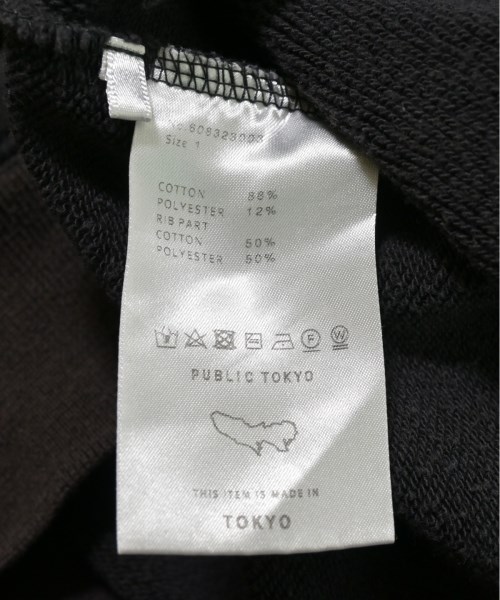 Size 1
COTTON 88%
POLYESTER 12%
RIB PART
COTTON 50%
POLYESTER 50%
F W
PUBLIC TOKYO
THIS ITEM IS MADE IN
TOKYO